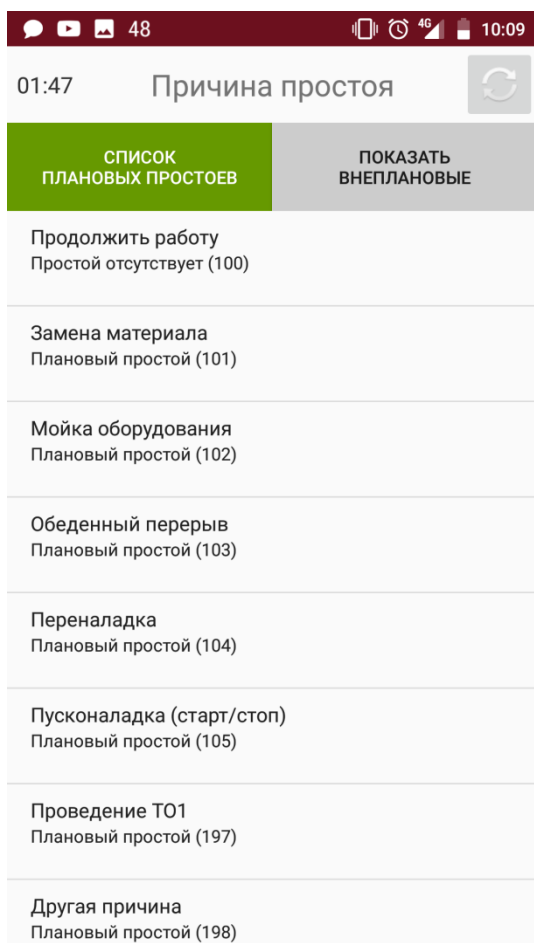 48
4G
10:09
01:47 Причина простоя
СПИСОК
ПЛАНОВЫХ ПРОСТОЕВ
ПОКАЗАТЬ
ВНЕПЛАНОВЫЕ
Продолжить работу
Простой отсутствует (100)
Замена материала
Плановый простой (101)
Мойка оборудования
Плановый простой (102)
Обеденный перерыв
Плановый простой (103)
Переналадка
Плановый простой (104)
Пусконаладка (старт/стоп)
Плановый простой (105)
Проведение ТО1
Плановый простой (197)
Другая причина
Плановый простой (198)